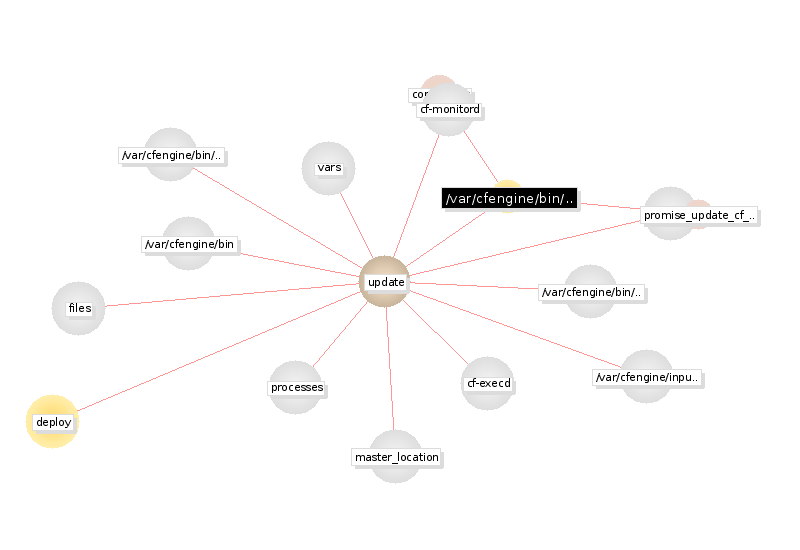 cf-monitord
/var/cfengine/bin/..
vars
/var/cfengine/bin/..
promise_update_cf_..
/var/cfengine/bin
update
/var/cfengine/bin/..
files
/var/cfengine/inpu..
processes
cf-execd
deploy
master_location